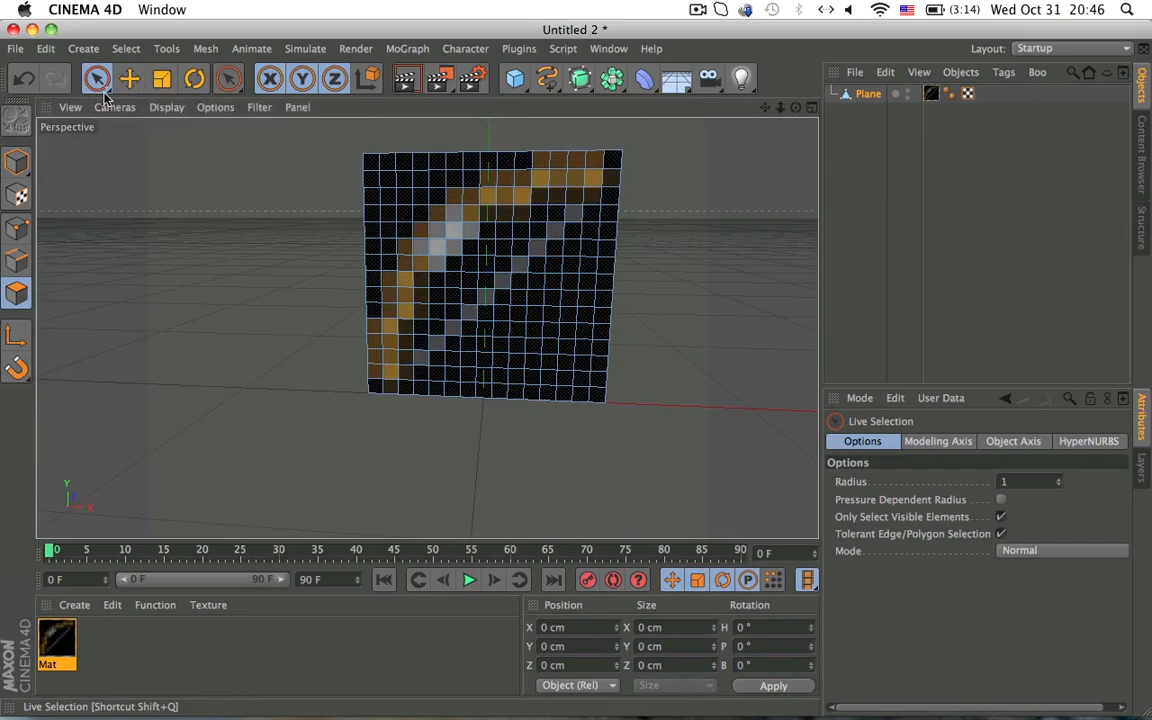 CINEMA 4D Window (3:14) Wed Oct 31 20:46
Untitled 2 *
File Edit Create Select Tools Mesh Animate Simulate Render MoGraph Character Plugins Script Window Help Layout: Startup
File Edit View Objects Tags Boo
View Cameras Display Options Filter Panel
Plane
Perspective
Objects
Content Browser
Structure
Mode Edit User Data
Live Selection
Options Modeling Axis Object Axis HyperNURBS
Options
Radius 1
Pressure Dependent Radius
Only Select Visible Elements
Tolerant Edge/Polygon Selection
Mode Normal
Attributes
Layers
Y
Z
X
0 5 10 15 20 25 30 35 40 45 50 55 60 65 70 75 80 85 90 0 F
0 F 0 F 90 F 90 F
Create Edit Function Texture
Position Size Rotation
X 0 cm X 0 cm H 0 °
Y 0 cm Y 0 cm P 0 °
Z 0 cm Z 0 cm B 0 °
Object (Rel) Size Apply
Mat
MAXON
CINEMA 4D
Live Selection [Shortcut Shift+Q]